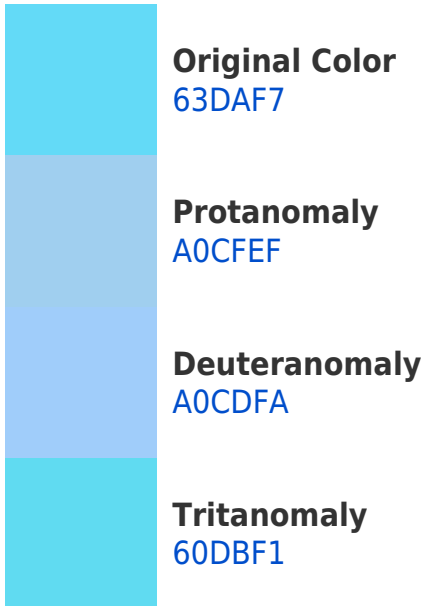 Original Color
63DAF7
Protanomaly
A0CFEF
Deuteranomaly
A0CDFA
Tritanomaly
60DBF1